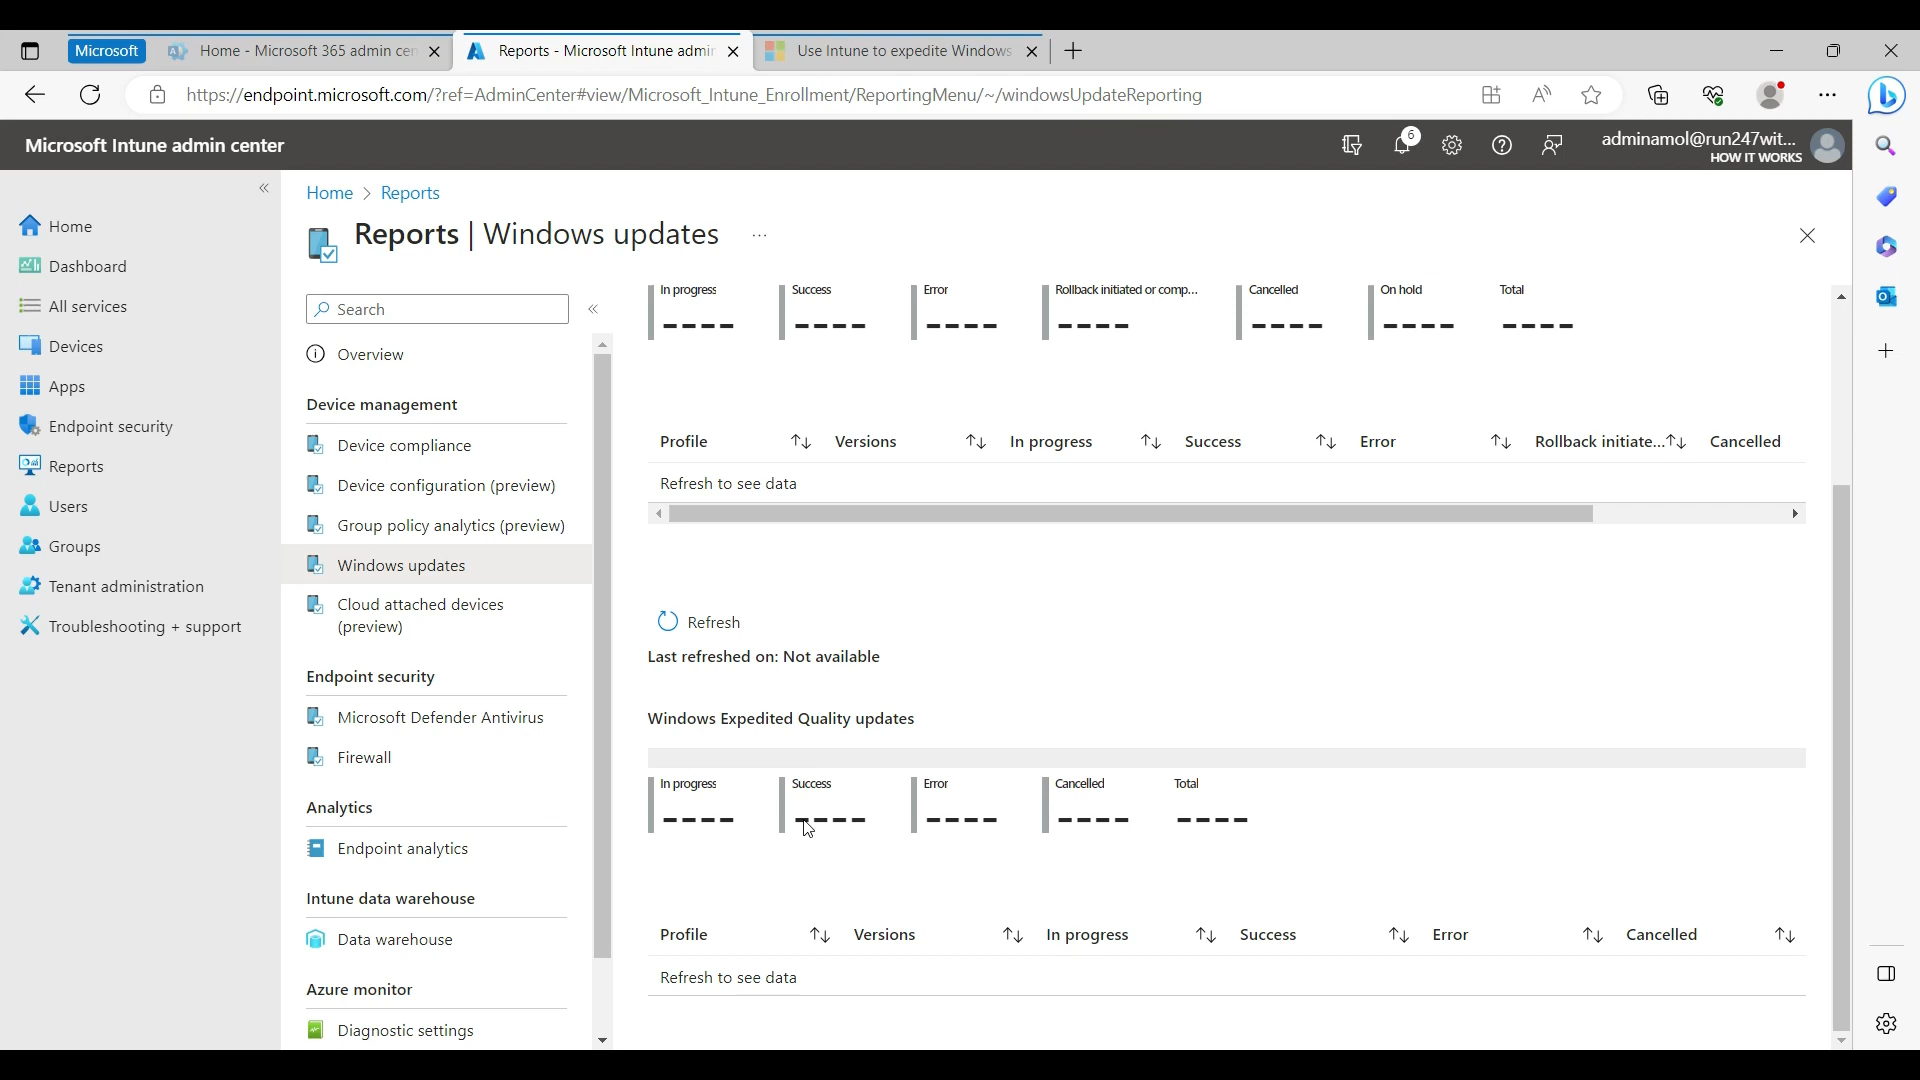 Microsoft
Home - Microsoft 365 admin cen
Reports - Microsoft Intune admin
Use Intune to expedite Windows
https://endpoint.microsoft.com/?ref=AdminCenter#view/Microsoft_Intune_Enrollment/ReportingMenu/~/windowsUpdateReporting
Microsoft Intune admin center
6
adminamol@run247wit...
HOW IT WORKS
Home
Dashboard
All services
Devices
Apps
Endpoint security
Reports
Users
Groups
Tenant administration
Troubleshooting + support
Home > Reports
Reports | Windows updates ...
Search
Overview
Device management
Device compliance
Device configuration (preview)
Group policy analytics (preview)
Windows updates
Cloud attached devices
(preview)
Endpoint security
Microsoft Defender Antivirus
Firewall
Analytics
Endpoint analytics
Intune data warehouse
Data warehouse
Azure monitor
Diagnostic settings
In progress Success Error Rollback initiated or comp... Cancelled On hold Total
---- ---- ---- ---- ---- ---- ----
Profile Versions In progress Success Error Rollback initiate... Cancelled
Refresh to see data
Refresh
Last refreshed on: Not available
Windows Expedited Quality updates
In progress Success Error Cancelled Total
---- ---- ---- ---- ----
Profile Versions In progress Success Error Cancelled
Refresh to see data